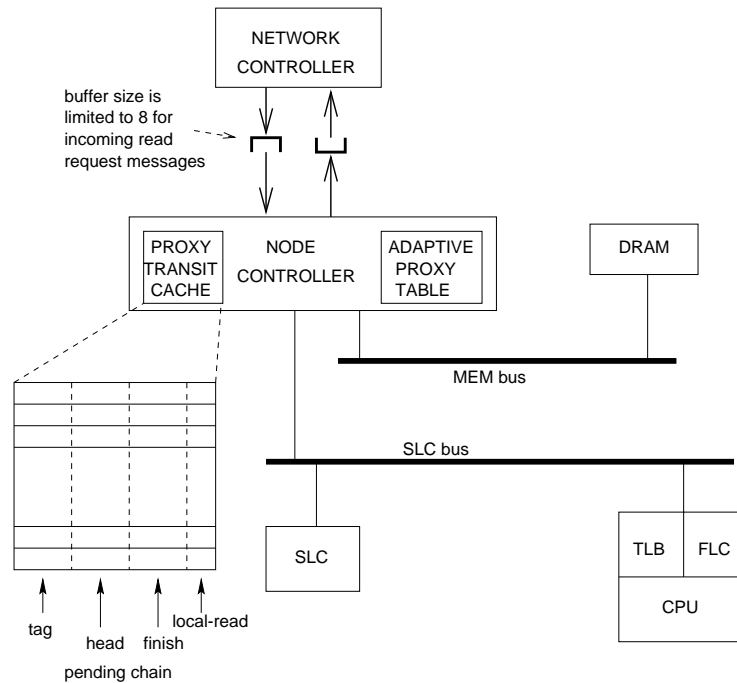 NETWORK
CONTROLLER
buffer size is
limited to 8 for
incoming read
request messages
PROXY
TRANSIT
CACHE
NODE
CONTROLLER
ADAPTIVE
PROXY
TABLE
DRAM
MEM bus
SLC bus
SLC
TLB
FLC
CPU
tag
head
finish
local-read
pending chain